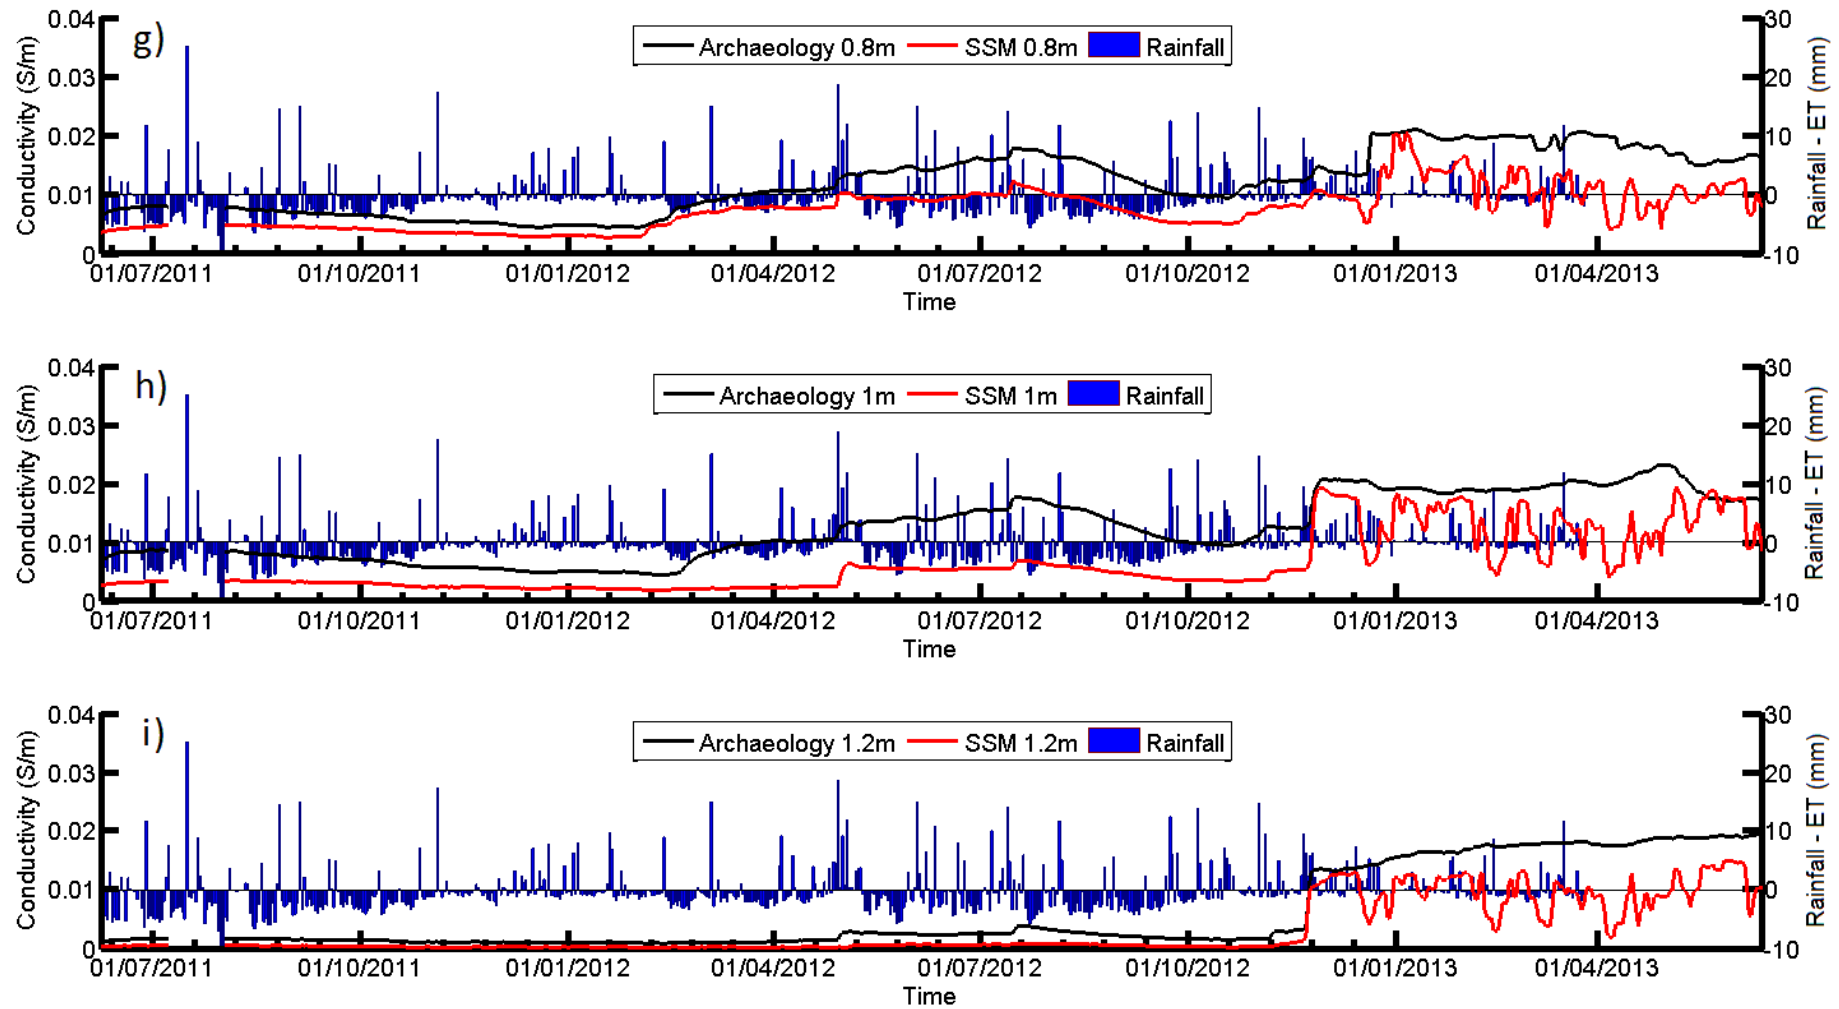 g)
Archaeology 0.8m SSM 0.8m Rainfall
Conductivity (S/m)
0.04
0.03
0.02
0.01
0
30
20
10
0
-10
Rainfall - ET (mm)
01/07/2011 01/10/2011 01/01/2012 01/04/2012 01/07/2012 01/10/2012 01/01/2013 01/04/2013
Time
h)
Archaeology 1m SSM 1m Rainfall
Conductivity (S/m)
0.04
0.03
0.02
0.01
0
30
20
10
0
-10
Rainfall - ET (mm)
01/07/2011 01/10/2011 01/01/2012 01/04/2012 01/07/2012 01/10/2012 01/01/2013 01/04/2013
Time
i)
Archaeology 1.2m SSM 1.2m Rainfall
Conductivity (S/m)
0.04
0.03
0.02
0.01
0
30
20
10
0
-10
Rainfall - ET (mm)
01/07/2011 01/10/2011 01/01/2012 01/04/2012 01/07/2012 01/10/2012 01/01/2013 01/04/2013
Time